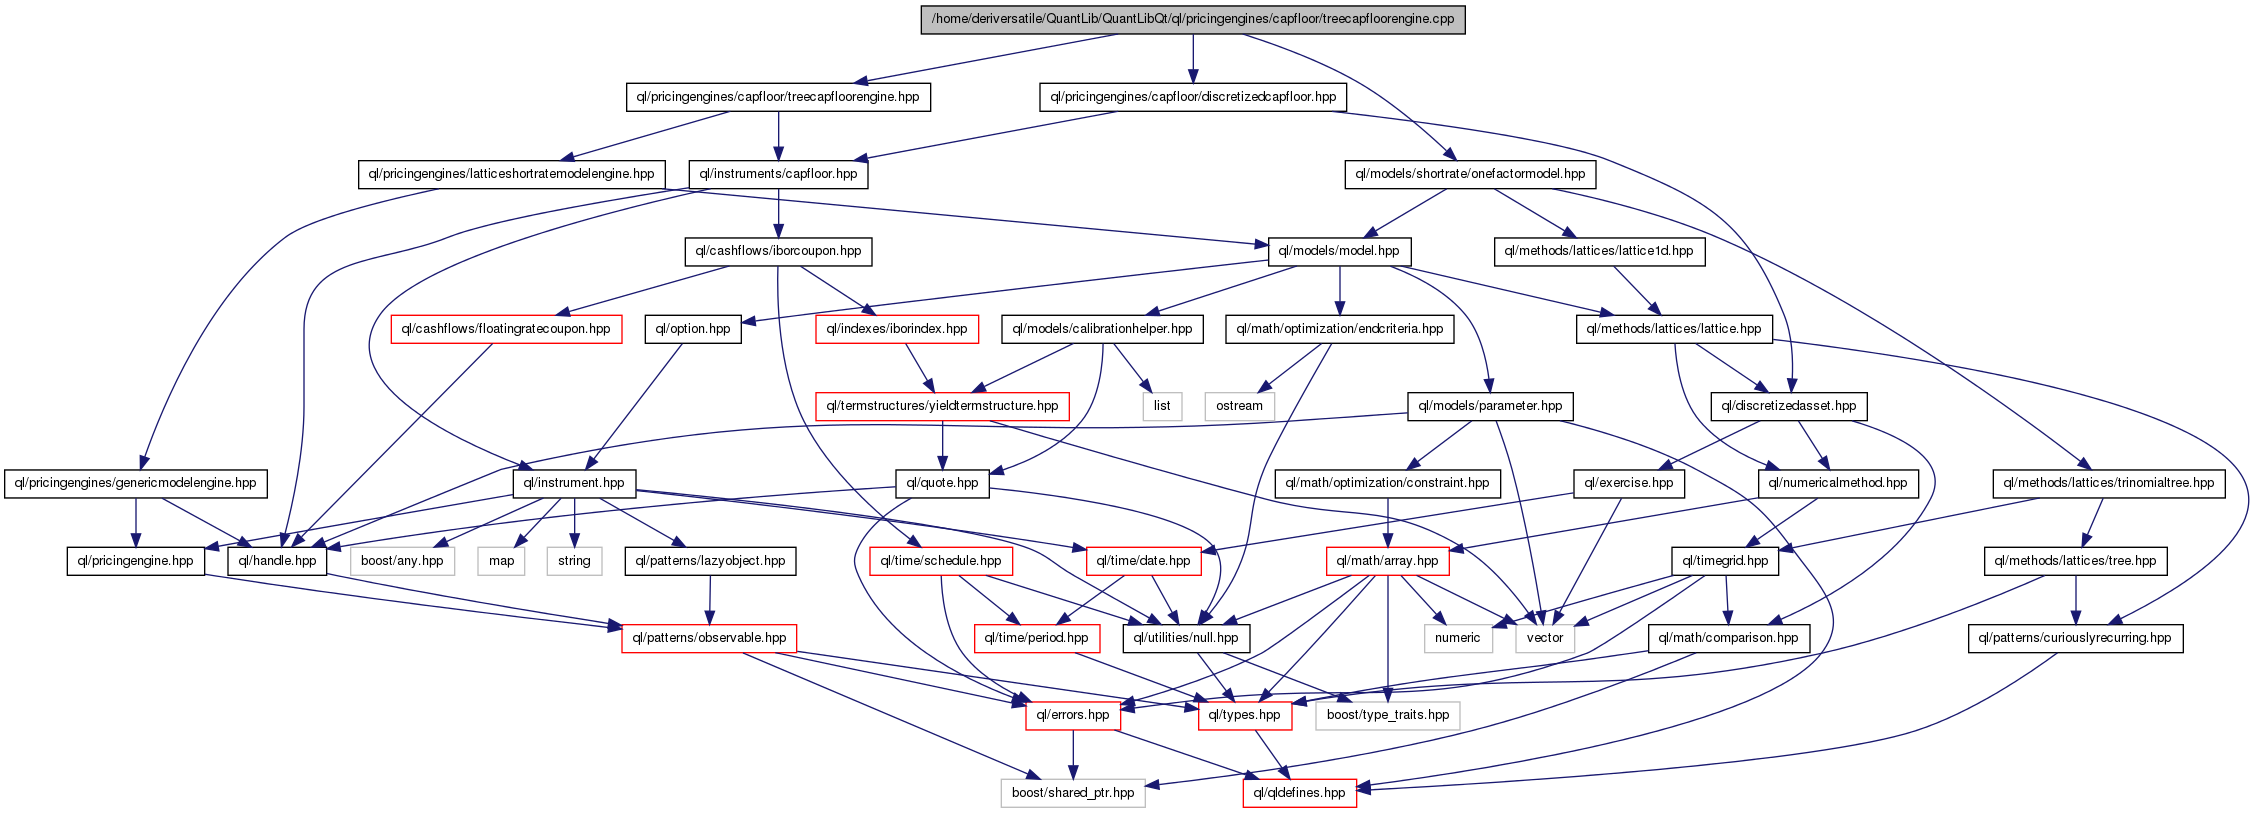 /home/deriversatile/QuantLib/QuantLibQt/ql/pricingengines/capfloor/treecapfloorengine.cpp
ql/pricingengines/capfloor/treecapfloorengine.hpp
ql/pricingengines/capfloor/discretizedcapfloor.hpp
ql/pricingengines/latticeshortratemodelengine.hpp
ql/instruments/capfloor.hpp
ql/models/shortrate/onefactormodel.hpp
ql/cashflows/iborcoupon.hpp
ql/models/model.hpp
ql/methods/lattices/lattice1d.hpp
ql/cashflows/floatingratecoupon.hpp
ql/option.hpp
ql/indexes/iborindex.hpp
ql/models/calibrationhelper.hpp
ql/math/optimization/endcriteria.hpp
ql/methods/lattices/lattice.hpp
ql/termstructures/yieldtermstructure.hpp
list
ostream
ql/models/parameter.hpp
ql/discretizedasset.hpp
ql/pricingengines/genericmodelengine.hpp
ql/instrument.hpp
ql/quote.hpp
ql/math/optimization/constraint.hpp
ql/exercise.hpp
ql/numericalmethod.hpp
ql/methods/lattices/trinomialtree.hpp
ql/pricingengine.hpp
ql/handle.hpp
boost/any.hpp
map
string
ql/patterns/lazyobject.hpp
ql/time/schedule.hpp
ql/time/date.hpp
ql/math/array.hpp
ql/timegrid.hpp
ql/methods/lattices/tree.hpp
ql/patterns/observable.hpp
ql/time/period.hpp
ql/utilities/null.hpp
numeric
vector
ql/math/comparison.hpp
ql/patterns/curiouslyrecurring.hpp
ql/errors.hpp
ql/types.hpp
boost/type_traits.hpp
boost/shared_ptr.hpp
ql/qldefines.hpp